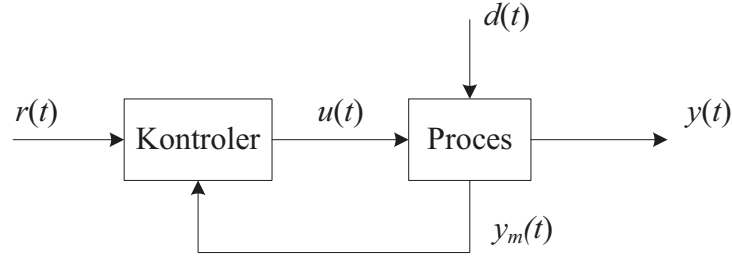 d(t)
r(t)
u(t)
y(t)
Kontroler
Proces
y_m(t)